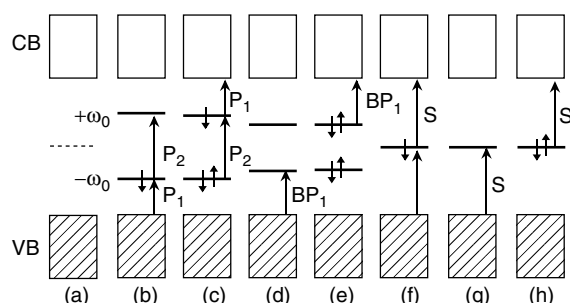 CB
P₁ BP₁ S S
+ω₀
P₂ P₂
−ω₀
P₁ BP₁ S
VB
(a) (b) (c) (d) (e) (f) (g) (h)